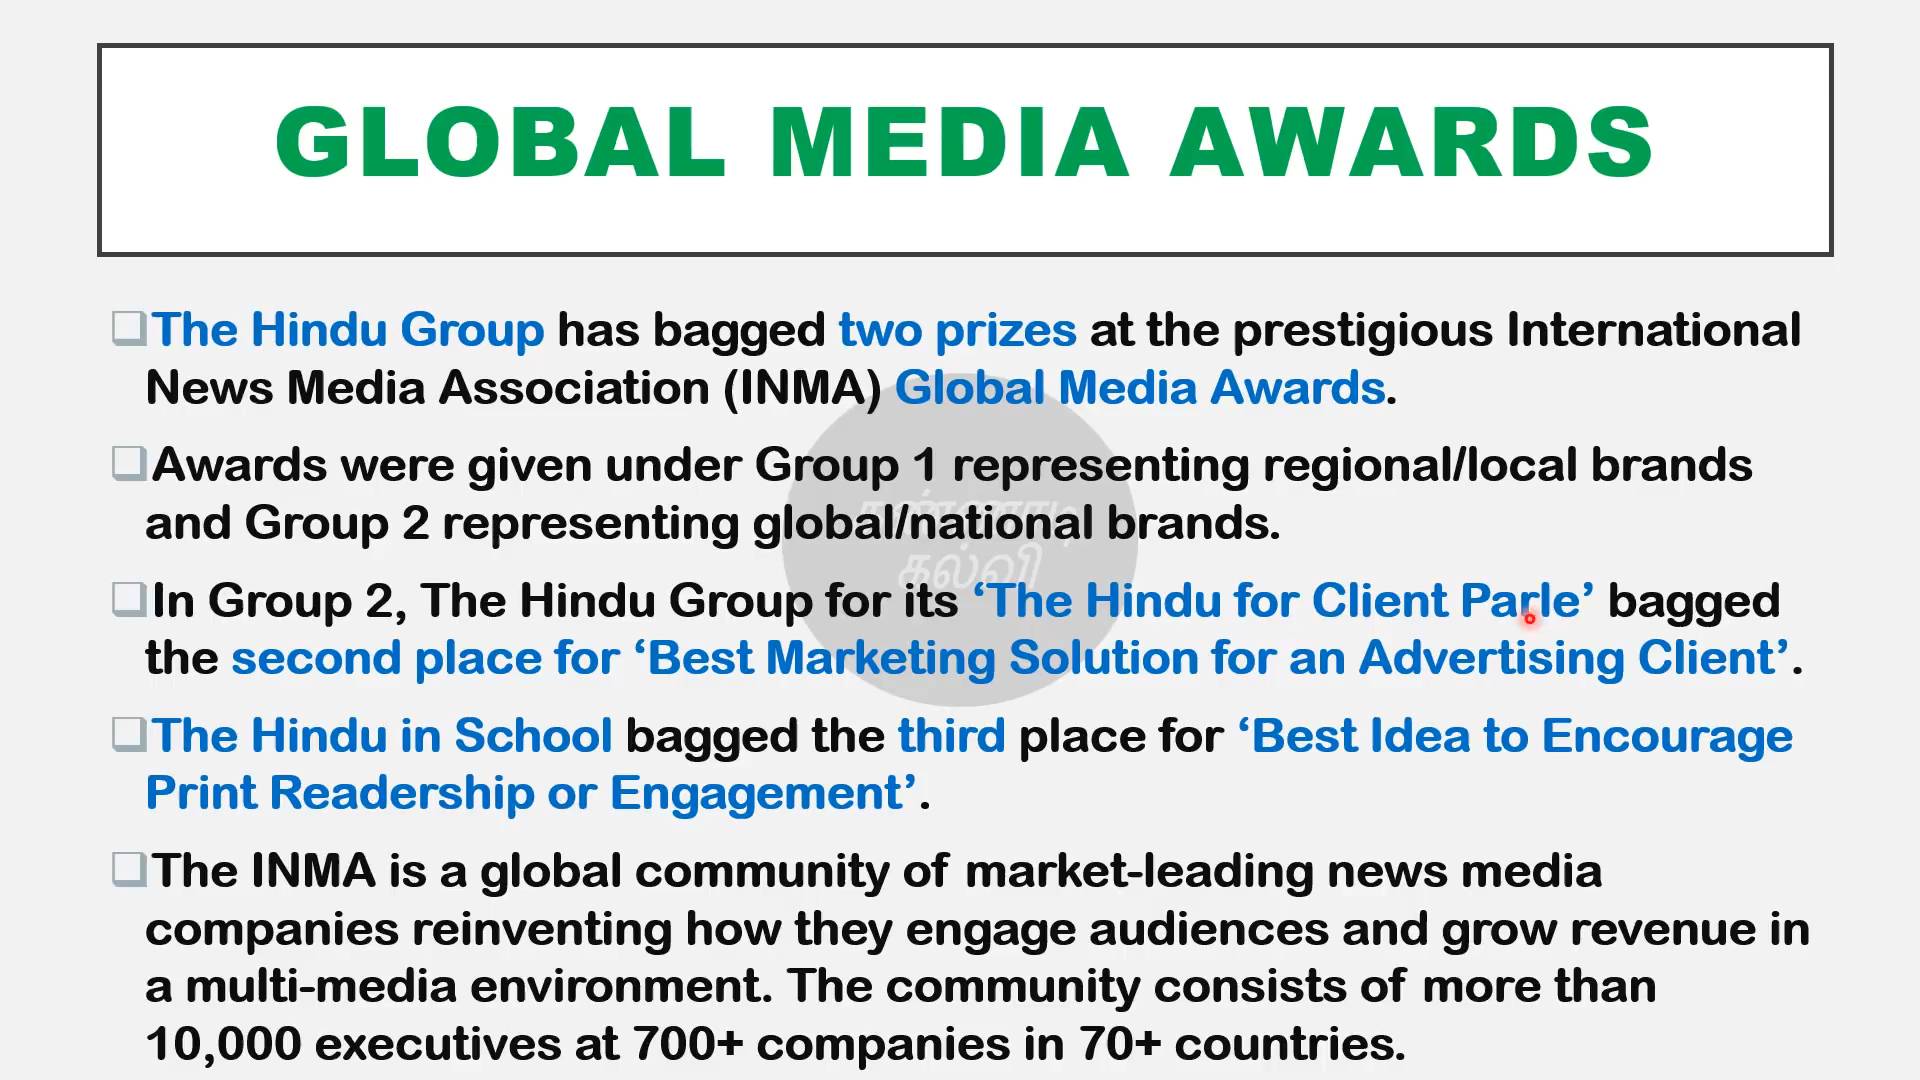 GLOBAL MEDIA AWARDS
The Hindu Group has bagged two prizes at the prestigious International
News Media Association (INMA) Global Media Awards.
Awards were given under Group 1 representing regional/local brands
and Group 2 representing global/national brands.
In Group 2, The Hindu Group for its ‘The Hindu for Client Parle’ bagged
the second place for ‘Best Marketing Solution for an Advertising Client’.
The Hindu in School bagged the third place for ‘Best Idea to Encourage
Print Readership or Engagement’.
The INMA is a global community of market-leading news media
companies reinventing how they engage audiences and grow revenue in
a multi-media environment. The community consists of more than
10,000 executives at 700+ companies in 70+ countries.
கல்வி